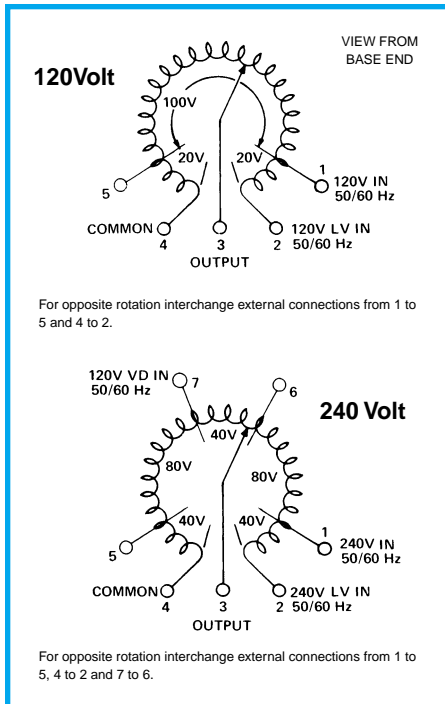 VIEW FROM
BASE END
120Volt
100V
20V
20V
5
1
120V IN
50/60 Hz
COMMON
4
3
2
120V LV IN
50/60 Hz
OUTPUT
For opposite rotation interchange external connections from 1 to
5 and 4 to 2.
120V VD IN
50/60 Hz
7
6
240 Volt
40V
80V
80V
40V
40V
5
1
240V IN
50/60 Hz
COMMON
4
3
2
240V LV IN
50/60 Hz
OUTPUT
For opposite rotation interchange external connections from 1 to
5, 4 to 2 and 7 to 6.